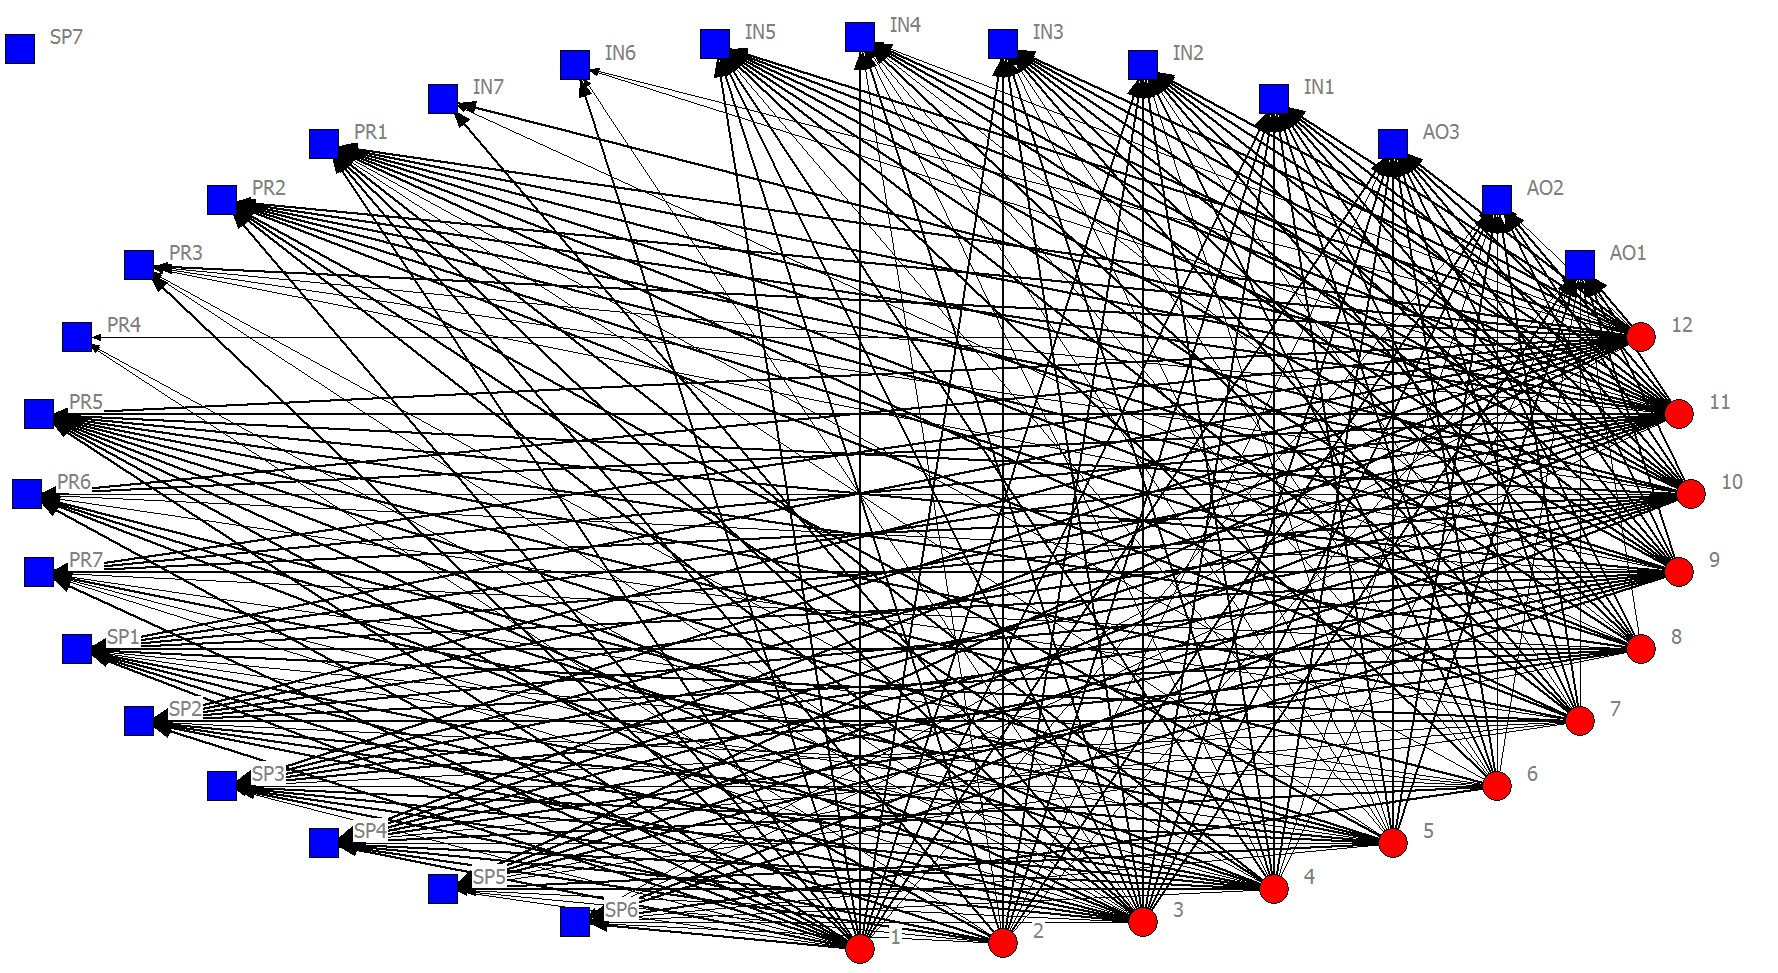 SP7
IN6
IN5
IN4
IN3
IN2
IN1
IN7
AO3
PR1
AO2
PR2
AO1
PR3
12
PR4
11
PR5
10
PR6
9
PR7
8
SP1
7
SP2
6
SP3
5
SP4
4
SP5
3
SP6
2
1